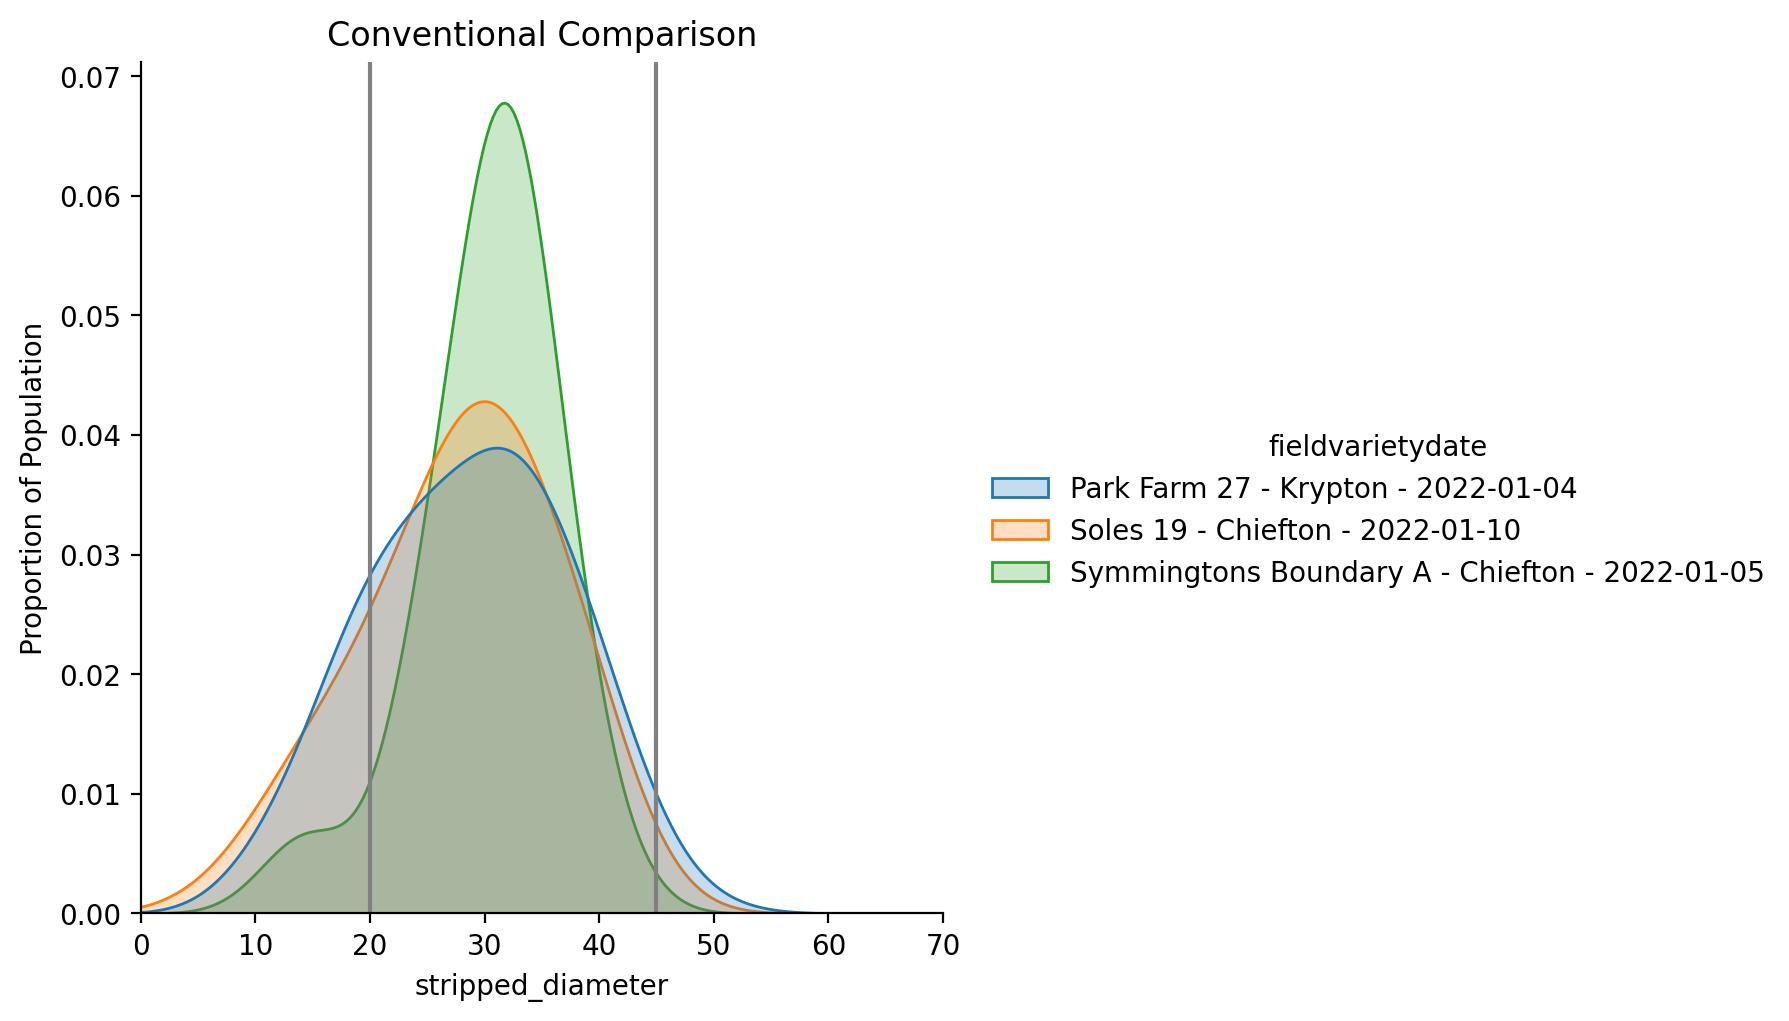 Conventional Comparison
0.07
0.06
0.05
0.04
0.03
0.02
0.01
0.00
Proportion of Population
0 10 20 30 40 50 60 70
stripped_diameter
fieldvarietydate
Park Farm 27 - Krypton - 2022-01-04
Soles 19 - Chiefton - 2022-01-10
Symmingtons Boundary A - Chiefton - 2022-01-05